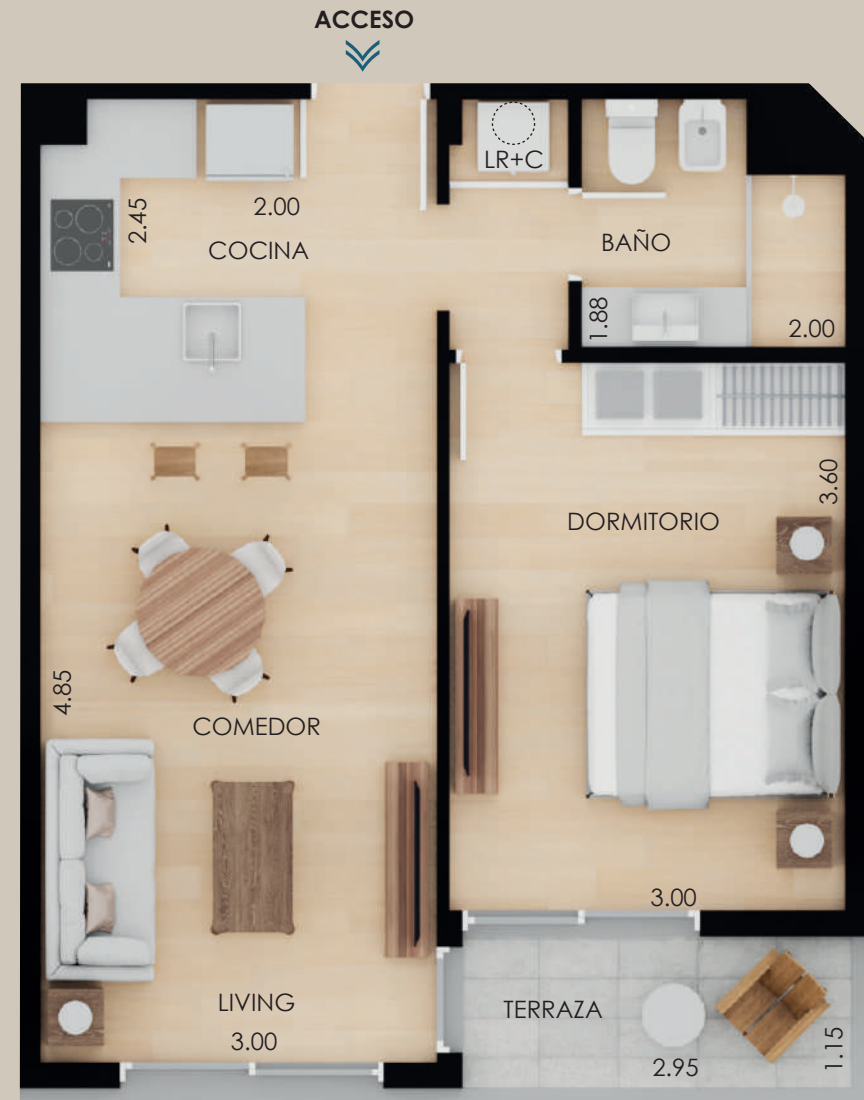 ACCESO
LR+C
2.45
2.00
COCINA
BAÑO
1.88
2.00
3.60
DORMITORIO
4.85
COMEDOR
3.00
LIVING
3.00
TERRAZA
2.95
1.15